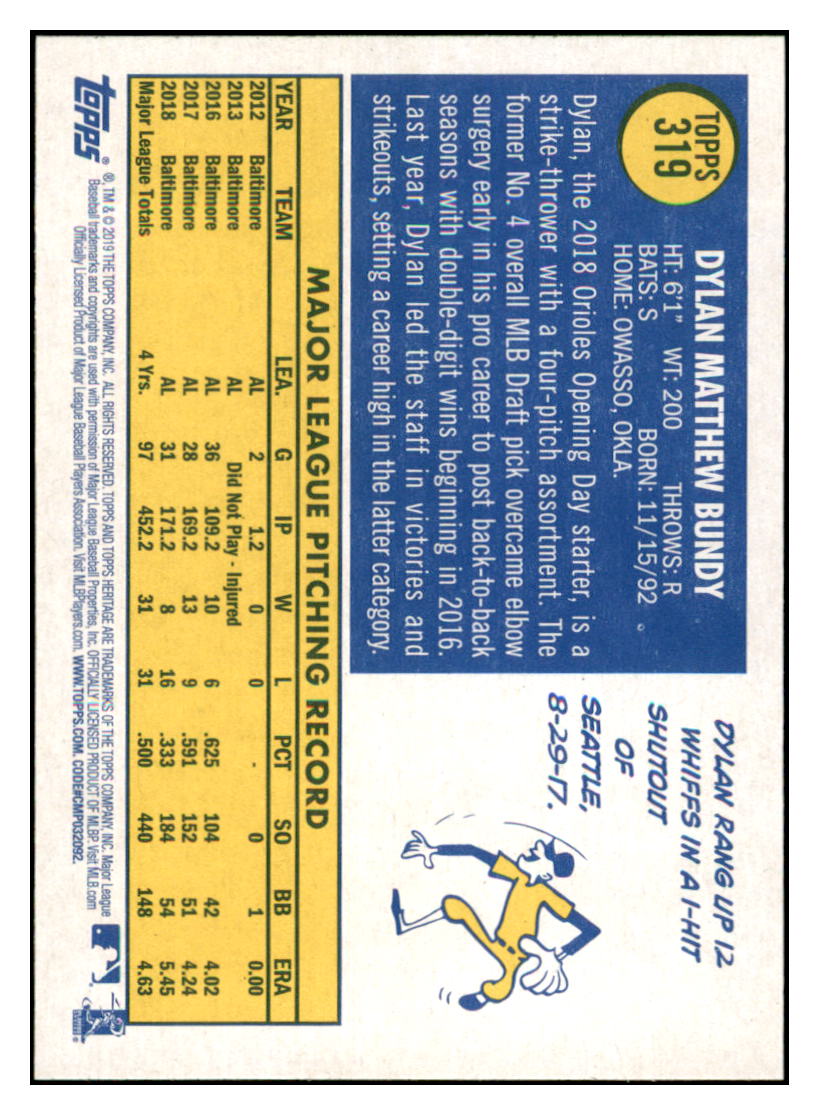 TOPPS
319
DYLAN MATTHEW BUNDY
HT: 6'1" WT: 200 THROWS: R
BATS: S BORN: 11/15/92
HOME: OWASSO, OKLA.
Dylan, the 2018 Orioles Opening Day starter, is a
strike-thrower with a four-pitch assortment. The
former No. 4 overall MLB Draft pick overcame elbow
surgery early in his pro career to post back-to-back
seasons with double-digit wins beginning in 2016.
Last year, Dylan led the staff in victories and
strikeouts, setting a career high in the latter category.
DYLAN RANG UP 12
WHIFFS IN A 1-HIT
SHUTOUT
OF
SEATTLE,
8-29-17.
MAJOR LEAGUE PITCHING RECORD
YEAR TEAM LEA. G IP W L PCT SO BB ERA
2012 Baltimore AL 2 1.2 0 0 - 0 1 0.00
2013 Baltimore AL Did Not Play - Injured
2016 Baltimore AL 36 109.2 10 6 .625 104 42 4.02
2017 Baltimore AL 28 169.2 13 9 .591 152 51 4.24
2018 Baltimore AL 31 171.2 8 16 .333 184 54 5.45
Major League Totals 4 Yrs. 97 452.2 31 31 .500 440 148 4.63
topps®
®, TM & © 2019 THE TOPPS COMPANY, INC. ALL RIGHTS RESERVED. TOPPS AND TOPPS HERITAGE ARE TRADEMARKS OF THE TOPPS COMPANY, INC. Major League
Baseball trademarks and copyrights are used with permission of Major League Baseball Properties, Inc. OFFICIALLY LICENSED PRODUCT OF MLBP. Visit MLB.com
Officially Licensed Product of Major League Baseball Players Association. Visit MLBPlayers.com. WWW.TOPPS.COM. CODE#CMP032092.